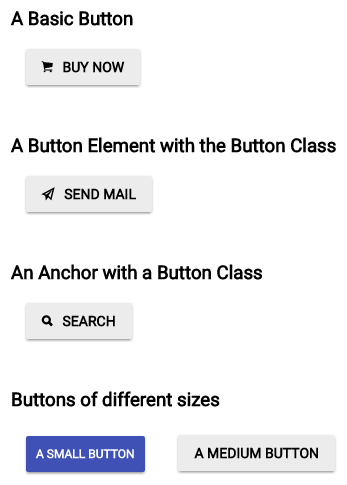 A Basic Button
BUY NOW
A Button Element with the Button Class
SEND MAIL
An Anchor with a Button Class
SEARCH
Buttons of different sizes
A SMALL BUTTON A MEDIUM BUTTON